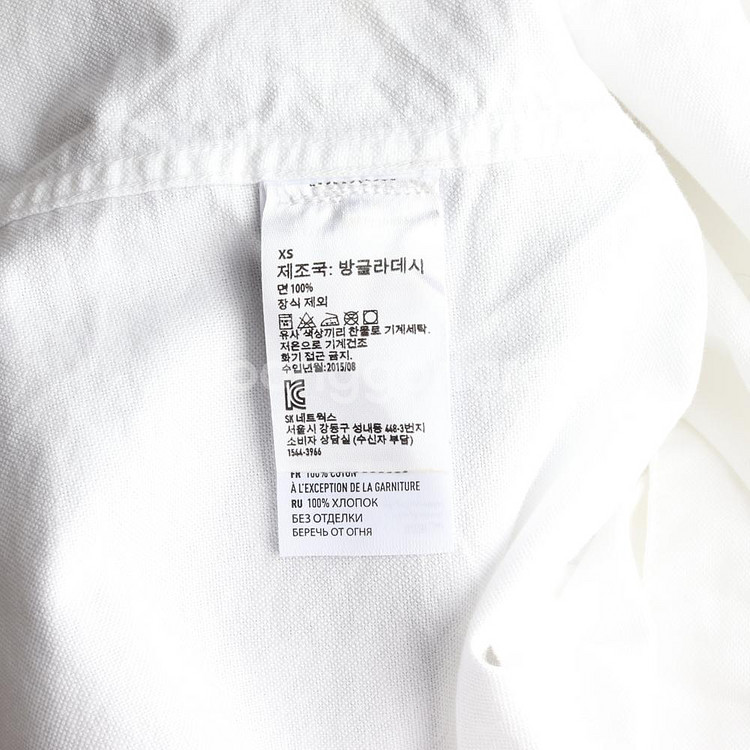 XS
제조국: 방글라데시
면 100%
장식 제외
유사 색상끼리 찬물로 기계세탁.
저온으로 기계건조
화기 접근 금지.
수입년월:2015/08
SK 네트웍스
서울시 강동구 성내동 448-3번지
소비자 상담실 (수신자 부담)
1544-3966
FR 100% COTON
À L'EXCEPTION DE LA GARNITURE
RU 100% ХЛОПОК
БЕЗ ОТДЕЛКИ
БЕРЕЧЬ ОТ ОГНЯ